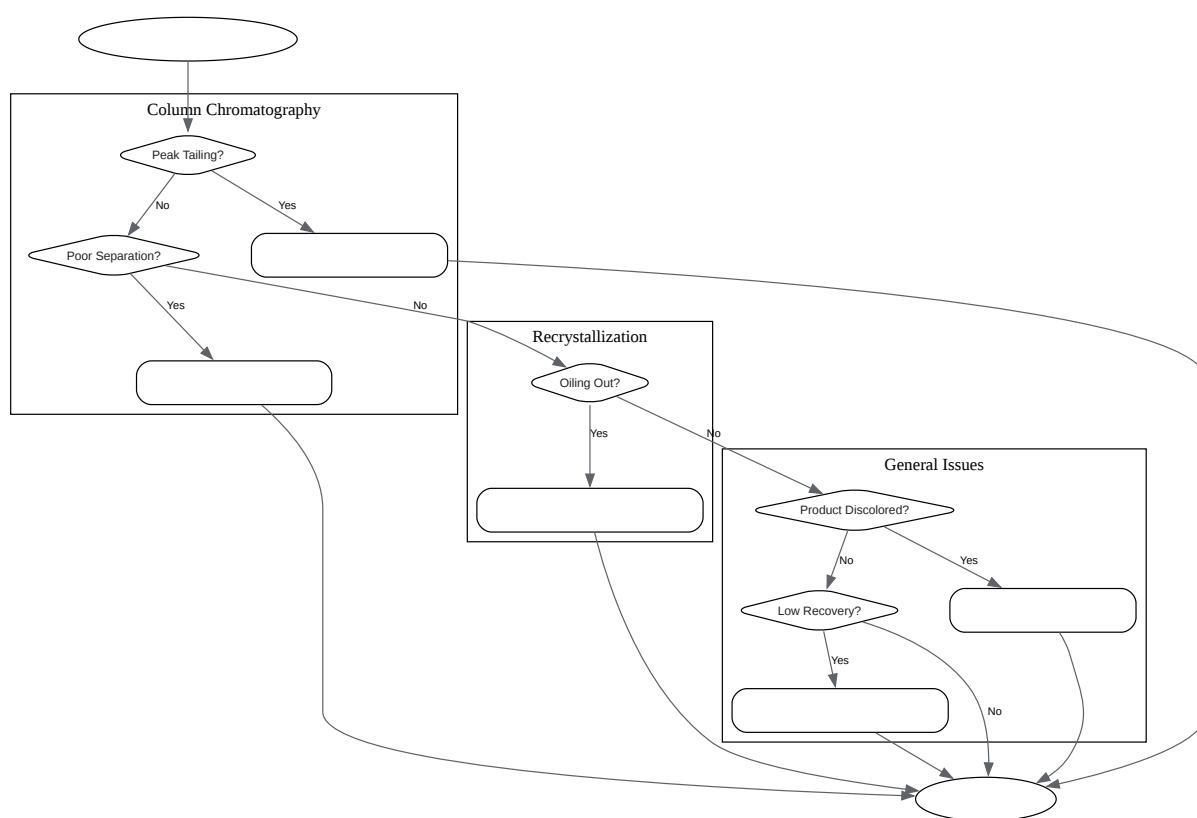 Column Chromatography
Peak Tailing?
No
Yes
Poor Separation?
Yes
No
Recrystallization
Oiling Out?
Yes
No
General Issues
Product Discolored?
No
Yes
Low Recovery?
Yes
No